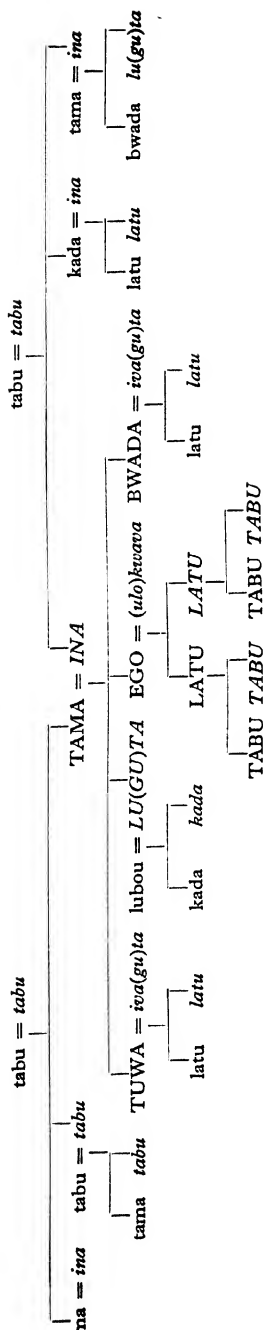 tabu = tabu tabu = tabu
ma = ina tabu = tabu TAMA = INA kada = ina tama = ina
tama tabu latu latu bwada lu(gu)ta
TUWA = iva(gu)ta lubou = LU(GU)TA EGO = (ulo)kwava BWADA = iva(gu)ta
latu latu kada kada LATU LATU latu latu
TABU TABU TABU TABU